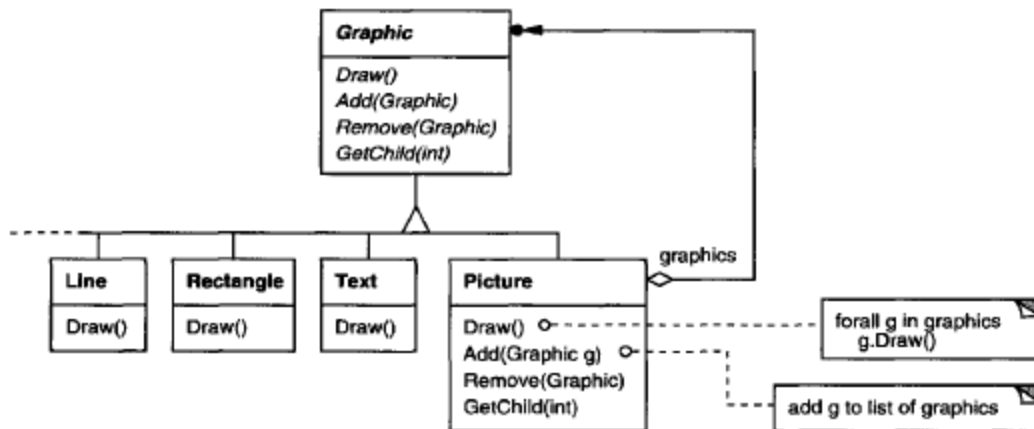 Graphic
Draw()
Add(Graphic)
Remove(Graphic)
GetChild(int)
graphics
Line
Draw()
Rectangle
Draw()
Text
Draw()
Picture
Draw()
Add(Graphic g)
Remove(Graphic)
GetChild(int)
forall g in graphics
g.Draw()
add g to list of graphics